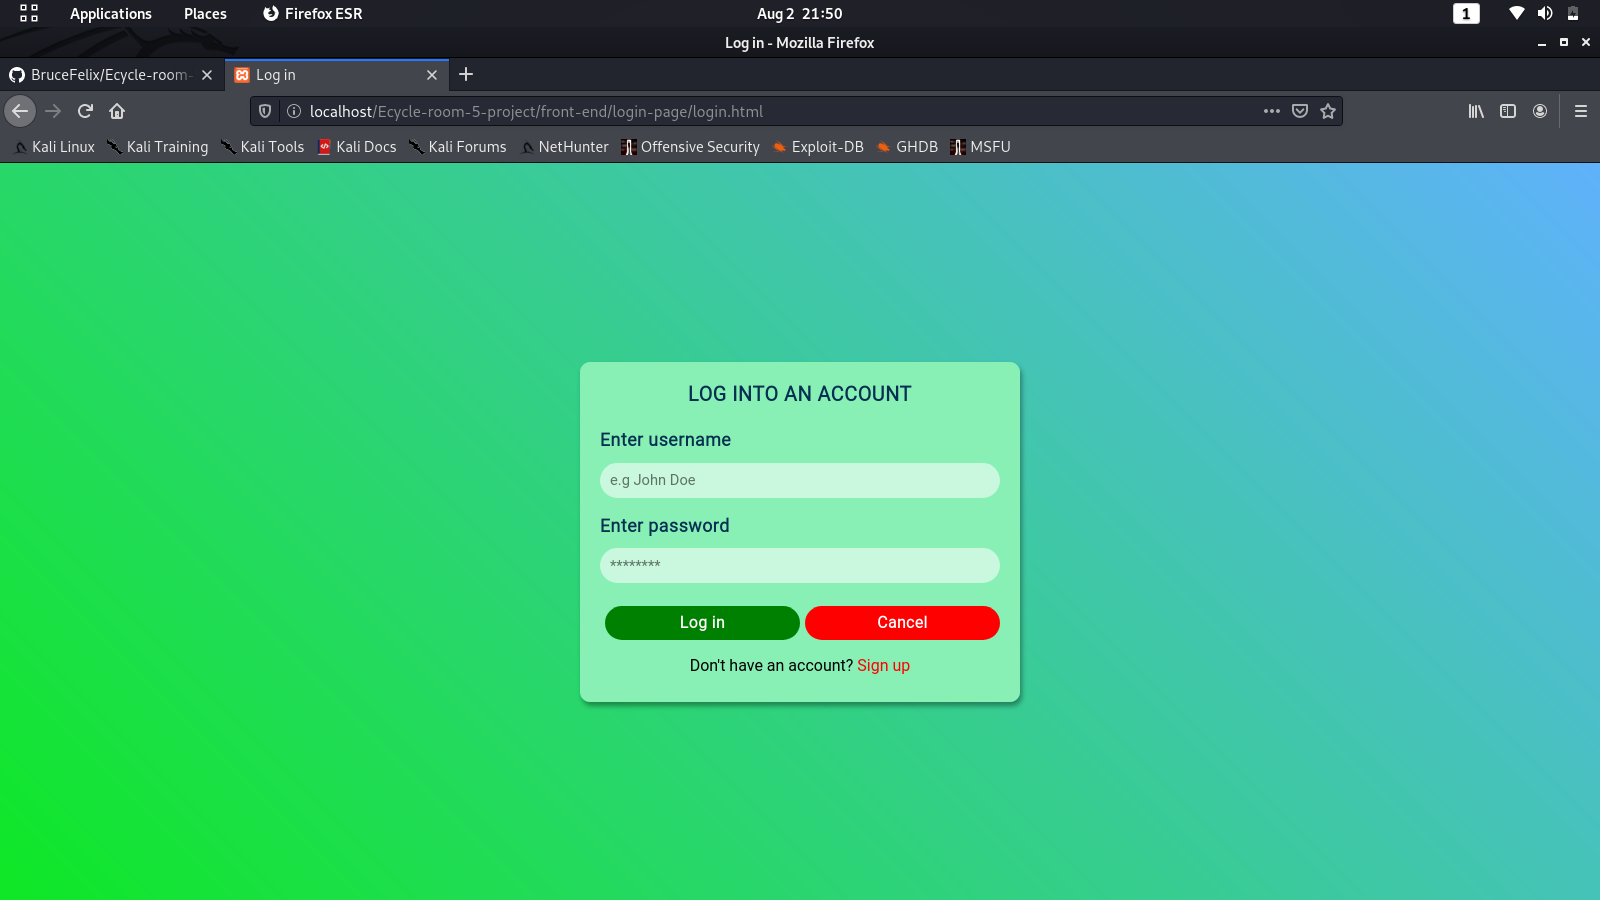 Applications Places Firefox ESR Aug 2 21:50 1
Log in - Mozilla Firefox
BruceFelix/Ecycle-room- Log in
localhost/Ecycle-room-5-project/front-end/login-page/login.html
Kali Linux Kali Training Kali Tools Kali Docs Kali Forums NetHunter Offensive Security Exploit-DB GHDB MSFU
LOG INTO AN ACCOUNT
Enter username
e.g John Doe
Enter password
********
Log in Cancel
Don't have an account? Sign up